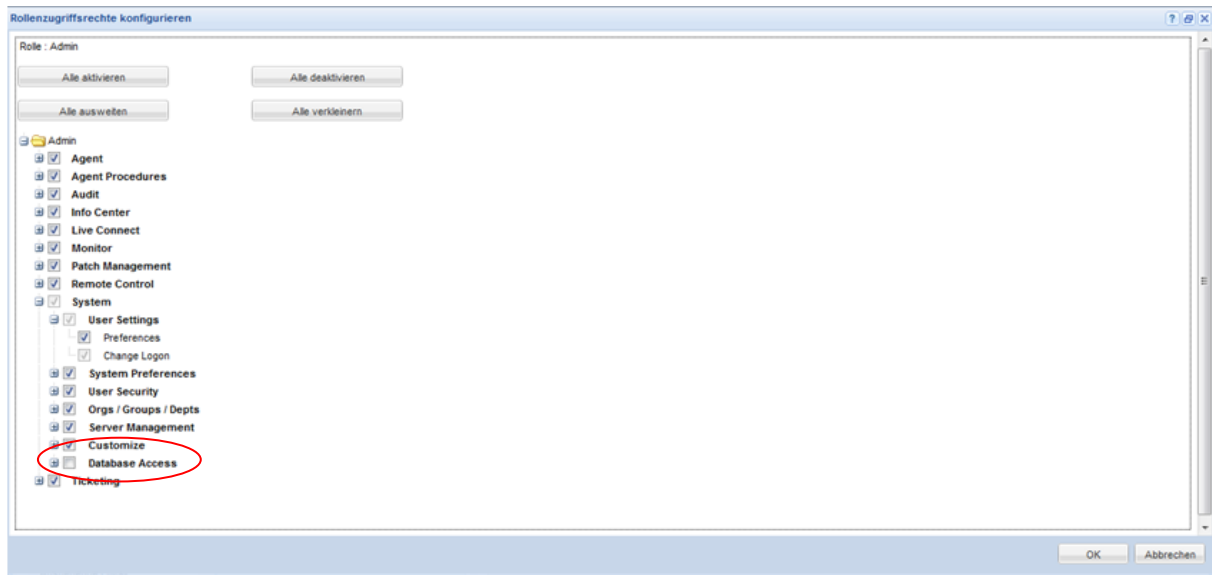 Rollenzugriffsrechte konfigurieren
Rolle : Admin
Alle aktivieren Alle deaktivieren
Alle ausweiten Alle verkleinern
Admin
Agent
Agent Procedures
Audit
Info Center
Live Connect
Monitor
Patch Management
Remote Control
System
User Settings
Preferences
Change Logon
System Preferences
User Security
Orgs / Groups / Depts
Server Management
Customize
Database Access
Ticketing
OK Abbrechen